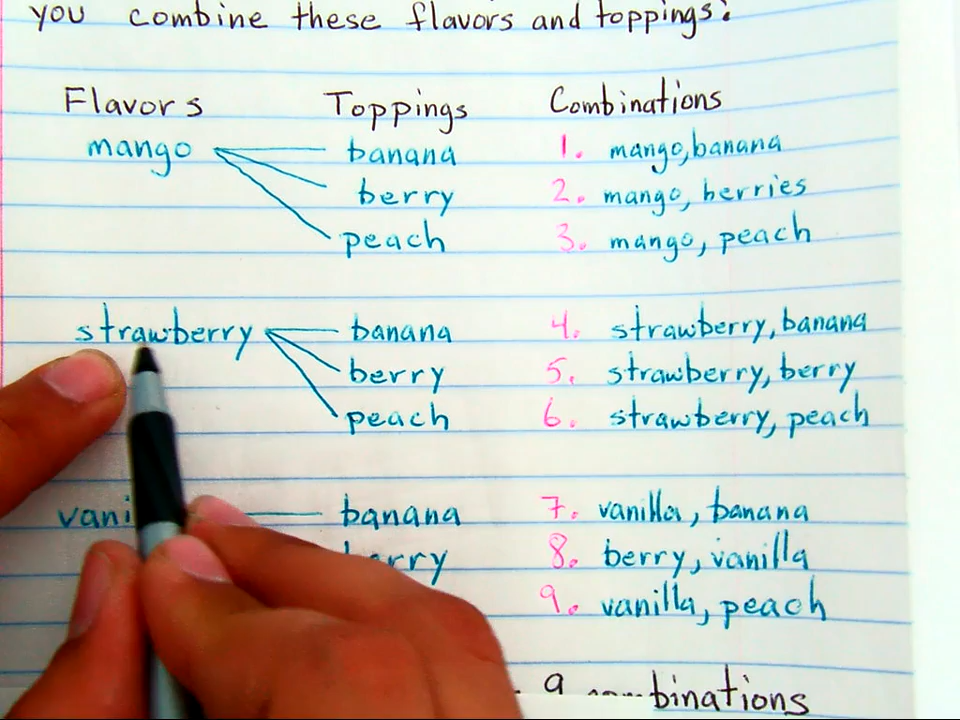 you combine these flavors and toppings?
Flavors Toppings Combinations
mango banana 1. mango, banana
berry 2. mango, berries
peach 3. mango, peach
strawberry banana 4. strawberry, banana
berry 5. strawberry, berry
peach 6. strawberry, peach
banana 7. vanilla, banana
8. berry, vanilla
9. vanilla, peach
9 combinations